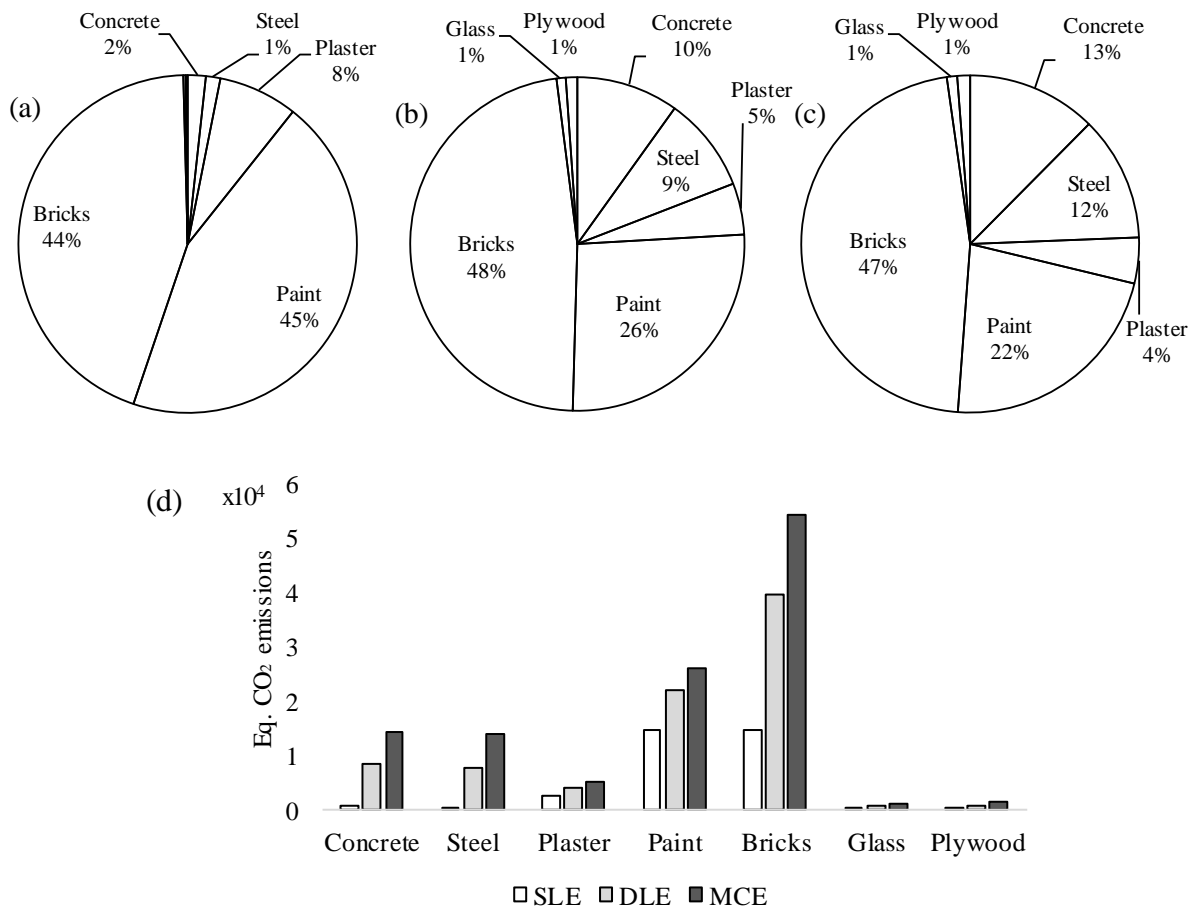 (a)
Concrete
2%
Steel
1%
Plaster
8%
Paint
45%
Bricks
44%
(b)
Glass
1%
Plywood
1%
Concrete
10%
Steel
9%
Plaster
5%
Paint
26%
Bricks
48%
(c)
Glass
1%
Plywood
1%
Concrete
13%
Steel
12%
Plaster
4%
Paint
22%
Bricks
47%
(d)
x10⁴
Eq. CO₂ emissions
6
5
4
3
2
1
0
Concrete Steel Plaster Paint Bricks Glass Plywood
SLE DLE MCE